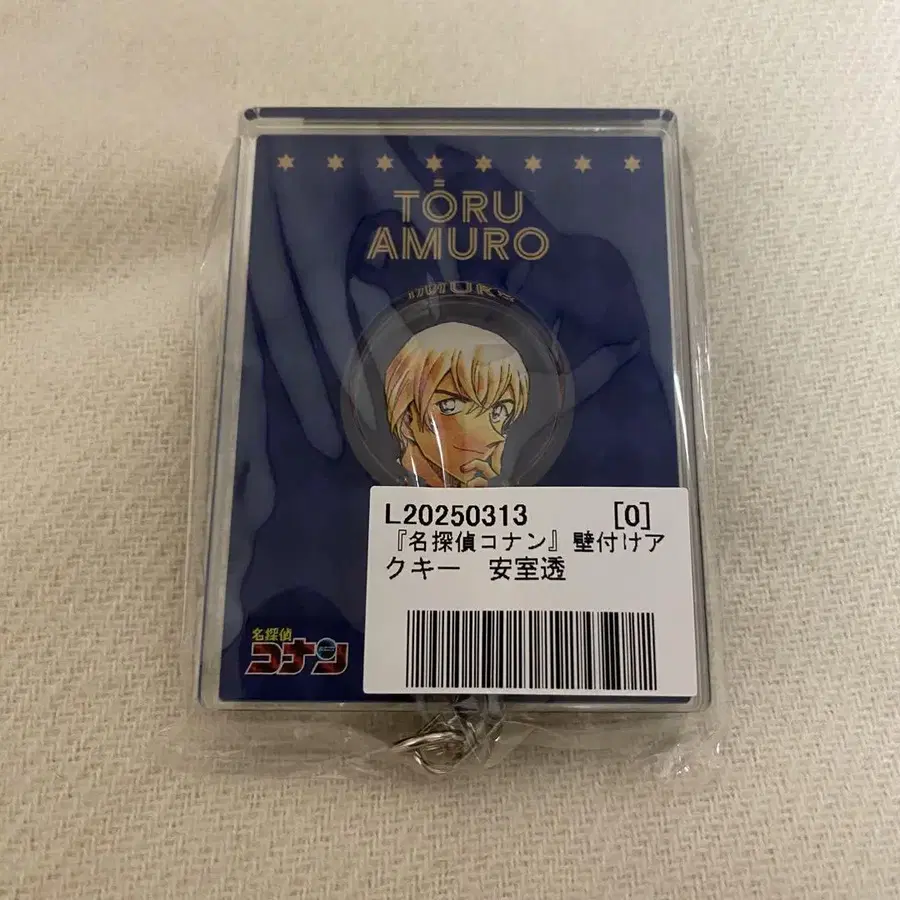 TŌRU
AMURO
L20250313 [0]
『名探偵コナン』壁付けア
クキー 安室透
名探偵
コナン